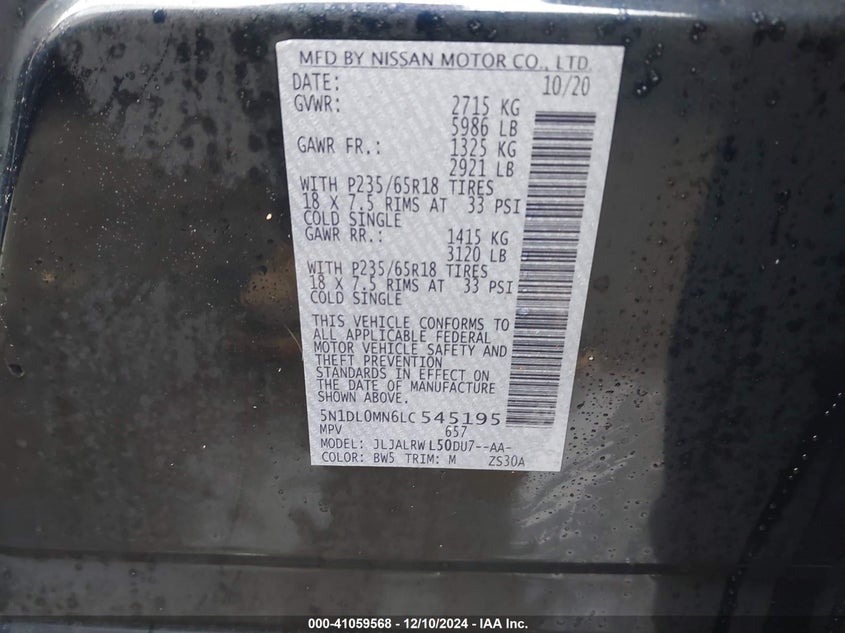 MFD BY NISSAN MOTOR CO., LTD.
DATE: 10/20
GVWR: 2715 KG
5986 LB
GAWR FR.: 1325 KG
2921 LB
WITH P235/65R18 TIRES
18 X 7.5 RIMS AT 33 PSI
COLD SINGLE
GAWR RR.: 1415 KG
3120 LB
WITH P235/65R18 TIRES
18 X 7.5 RIMS AT 33 PSI
COLD SINGLE
THIS VEHICLE CONFORMS TO
ALL APPLICABLE FEDERAL
MOTOR VEHICLE SAFETY AND
THEFT PREVENTION
STANDARDS IN EFFECT ON
THE DATE OF MANUFACTURE
SHOWN ABOVE.
5N1DL0MN6LC545195
MPV 657
MODEL: JLJALRWL50DU7--AA-
COLOR: BW5 TRIM: M ZS30A
000-41059568 - 12/10/2024 - IAA Inc.